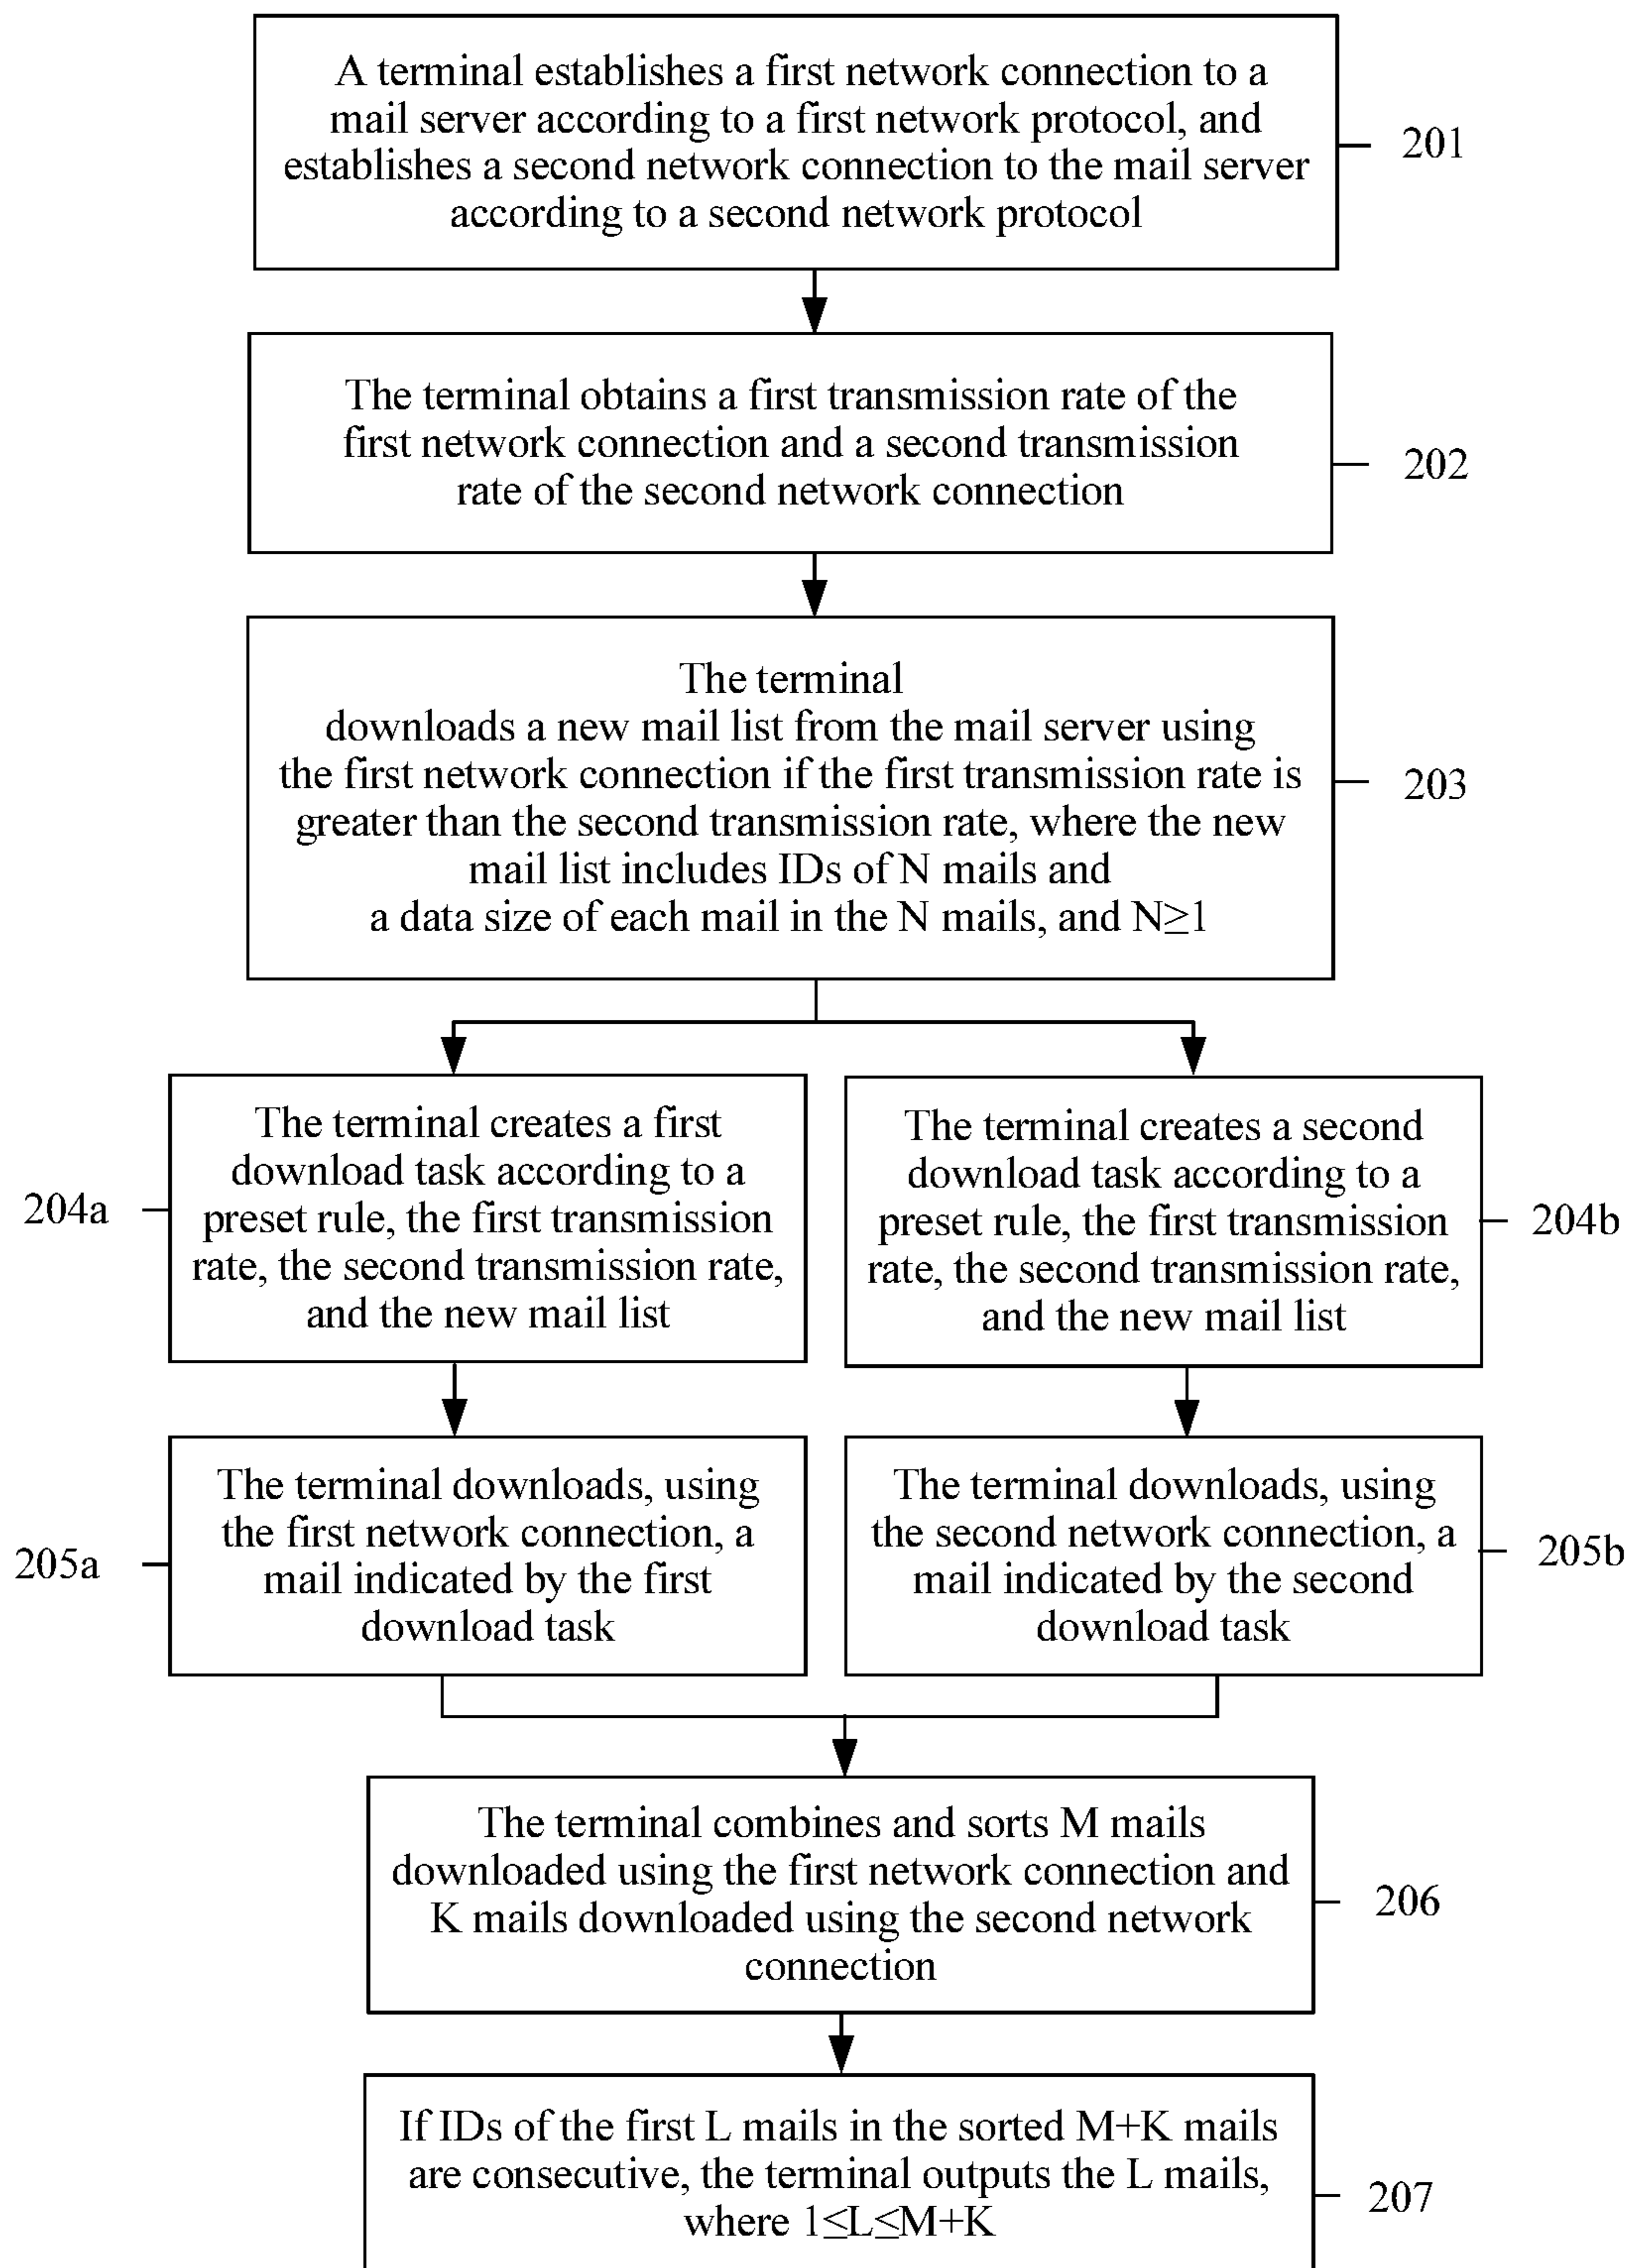 A terminal establishes a first network connection to a
mail server according to a first network protocol, and
establishes a second network connection to the mail server
according to a second network protocol
201
The terminal obtains a first transmission rate of the
first network connection and a second transmission
rate of the second network connection
202
The terminal
downloads a new mail list from the mail server using
the first network connection if the first transmission rate is
greater than the second transmission rate, where the new
mail list includes IDs of N mails and
a data size of each mail in the N mails, and N≥1
203
204a
The terminal creates a first
download task according to a
preset rule, the first transmission
rate, the second transmission rate,
and the new mail list
The terminal creates a second
download task according to a
preset rule, the first transmission
rate, the second transmission rate,
and the new mail list
204b
205a
The terminal downloads, using
the first network connection, a
mail indicated by the first
download task
The terminal downloads, using
the second network connection, a
mail indicated by the second
download task
205b
The terminal combines and sorts M mails
downloaded using the first network connection and
K mails downloaded using the second network
connection
206
If IDs of the first L mails in the sorted M+K mails
are consecutive, the terminal outputs the L mails,
where 1≤L≤M+K
207